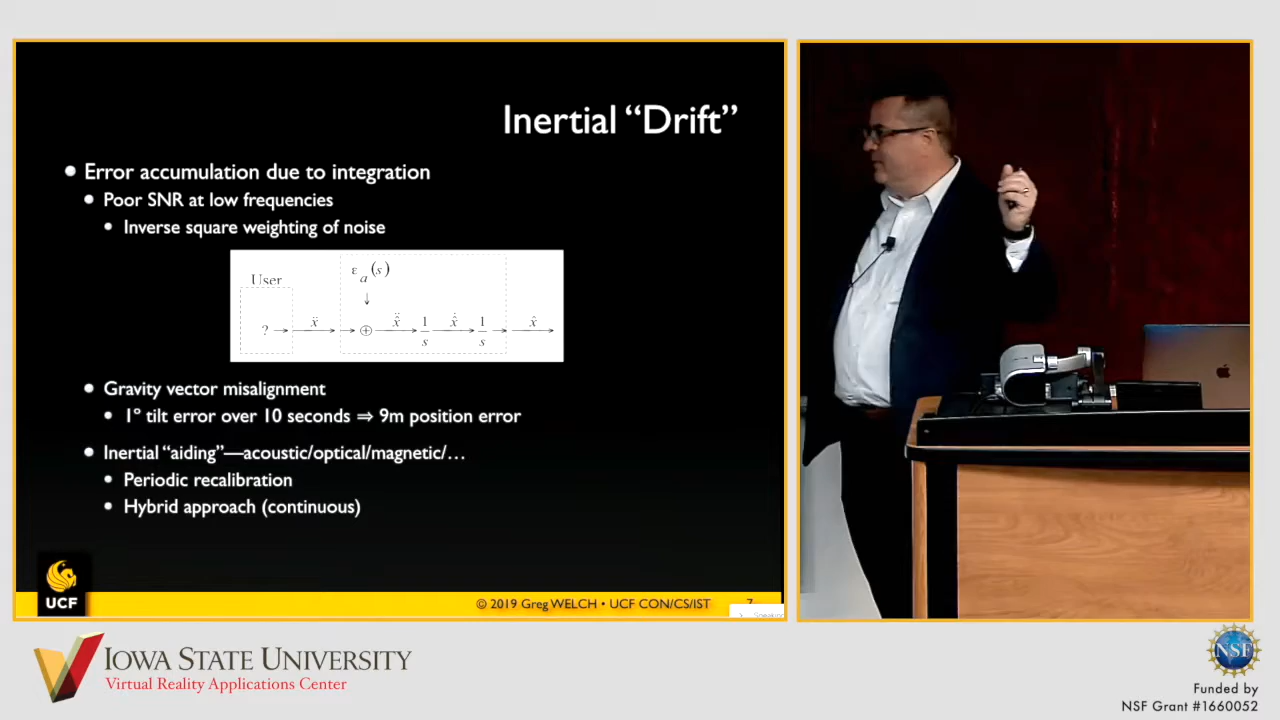 Inertial “Drift”
Error accumulation due to integration
Poor SNR at low frequencies
Inverse square weighting of noise
User
ε a (s)
? ẍ ⊕ x̂̈ 1/s x̂̇ 1/s x̂
Gravity vector misalignment
1º tilt error over 10 seconds ⇒ 9m position error
Inertial “aiding”—acoustic/optical/magnetic/…
Periodic recalibration
Hybrid approach (continuous)
UCF
© 2019 Greg WELCH • UCF CON/CS/IST
IOWA STATE UNIVERSITY
Virtual Reality Applications Center
NSF
Funded by
NSF Grant #1660052